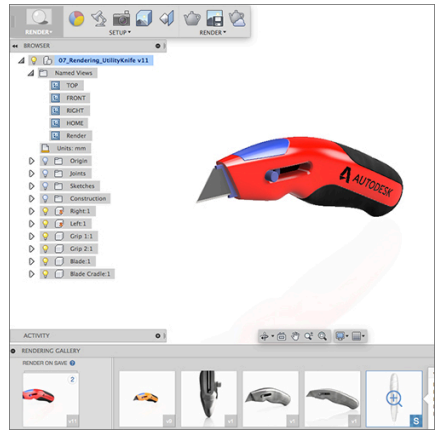 RENDER
SETUP
RENDER
BROWSER
07_Rendering_UtilityKnife v11
Named Views
TOP
FRONT
RIGHT
HOME
Render
Units: mm
Origin
Joints
Sketches
Construction
Right:1
Left:1
Grip 1:1
Grip 2:1
Blade:1
Blade Cradle:1
AUTODESK
ACTIVITY
RENDERING GALLERY
RENDER ON SAVE
2
v11
S